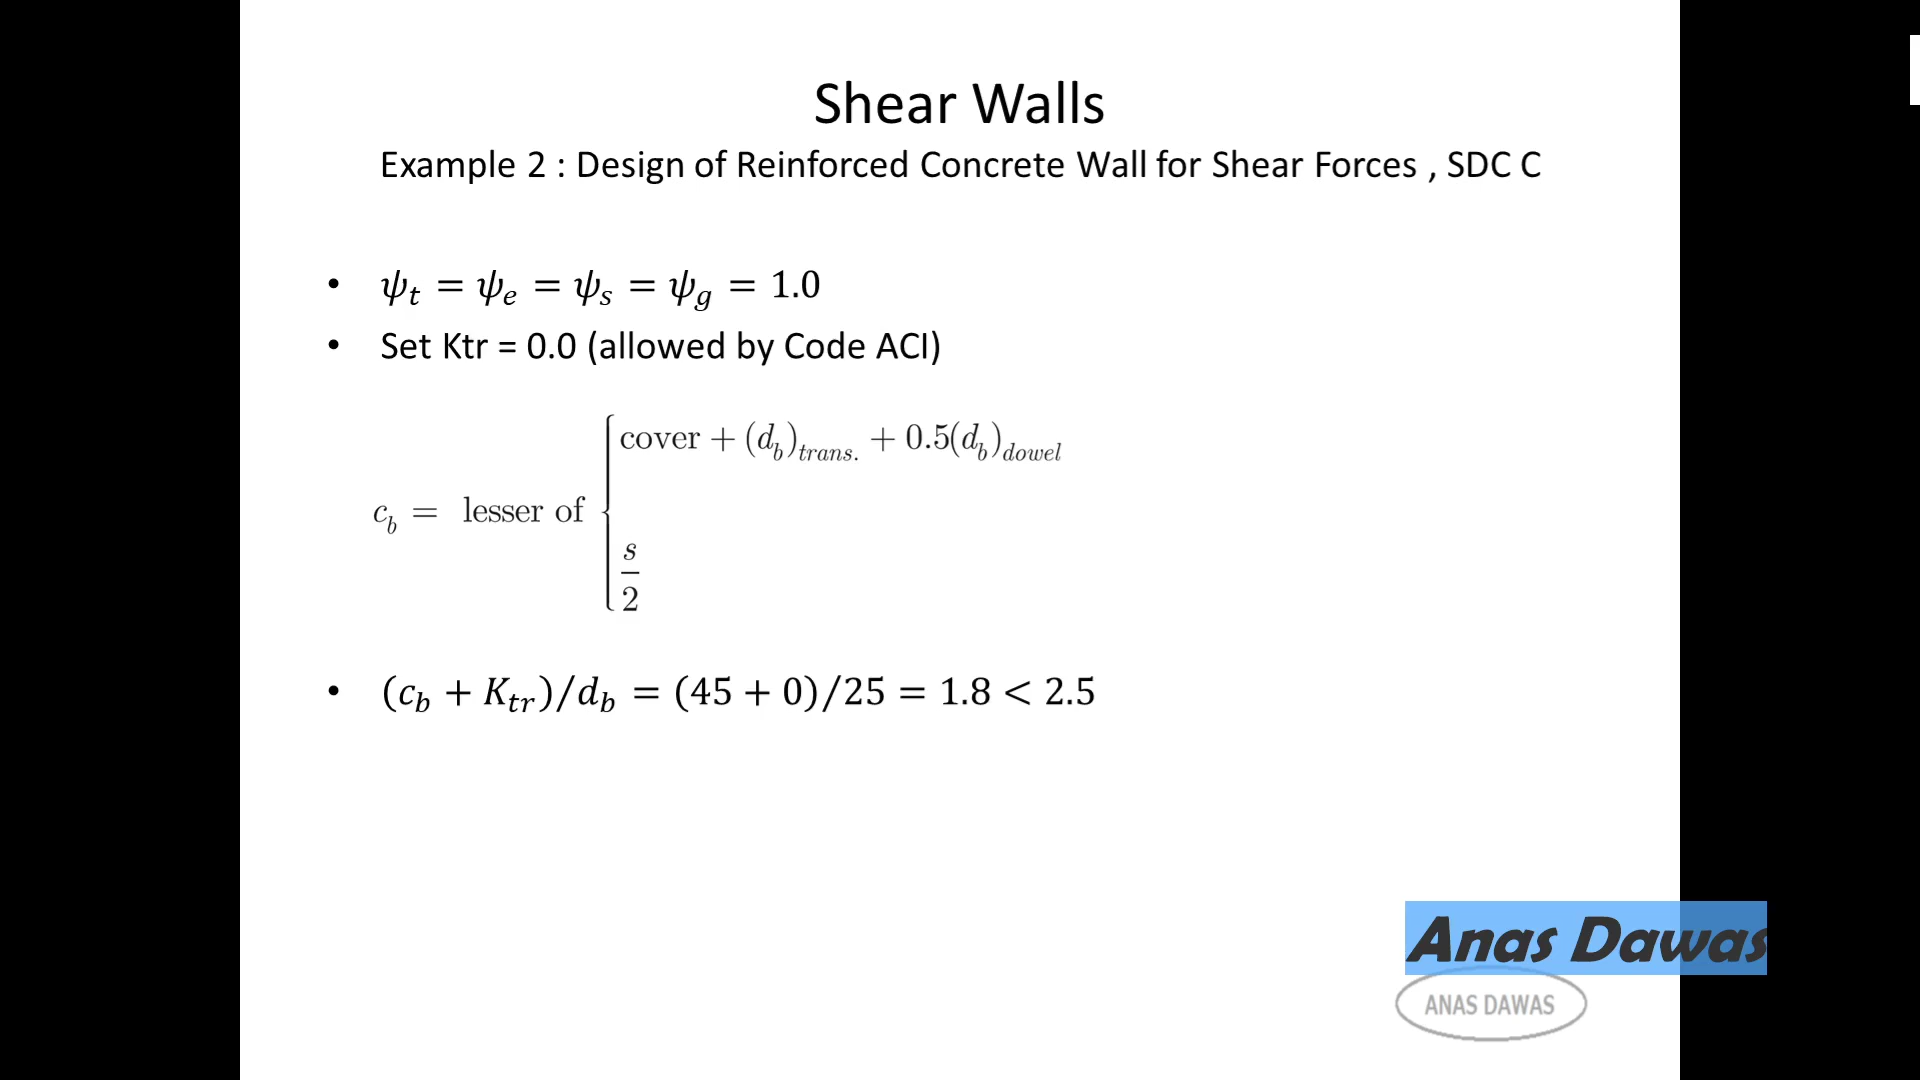 Shear Walls
Example 2 : Design of Reinforced Concrete Wall for Shear Forces , SDC C
• ψt = ψe = ψs = ψg = 1.0
• Set Ktr = 0.0 (allowed by Code ACI)
cover + (db)trans. + 0.5(db)dowel
cb = lesser of
s
2
• (cb + Ktr)/db = (45 + 0)/25 = 1.8 < 2.5
Anas Dawas
ANAS DAWAS